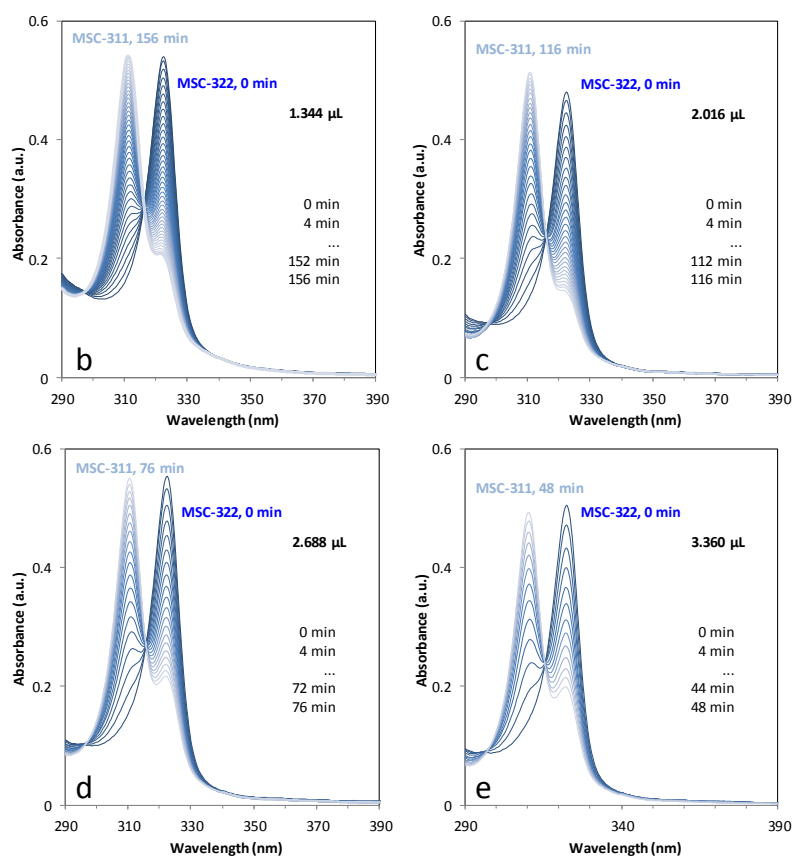 0.6
0.4
0.2
0
Absorbance (a.u.)
MSC-311, 156 min
MSC-322, 0 min
1.344 µL
0 min
4 min
...
152 min
156 min
b
290 310 330 350 370 390
Wavelength (nm)
0.6
0.4
0.2
0
Absorbance (a.u.)
MSC-311, 116 min
MSC-322, 0 min
2.016 µL
0 min
4 min
...
112 min
116 min
c
290 310 330 350 370 390
Wavelength (nm)
0.6
0.4
0.2
0
Absorbance (a.u.)
MSC-311, 76 min
MSC-322, 0 min
2.688 µL
0 min
4 min
...
72 min
76 min
d
290 310 330 350 370 390
Wavelength (nm)
0.6
0.4
0.2
0
Absorbance (a.u.)
MSC-311, 48 min
MSC-322, 0 min
3.360 µL
0 min
4 min
...
44 min
48 min
e
290 340 390
Wavelength (nm)